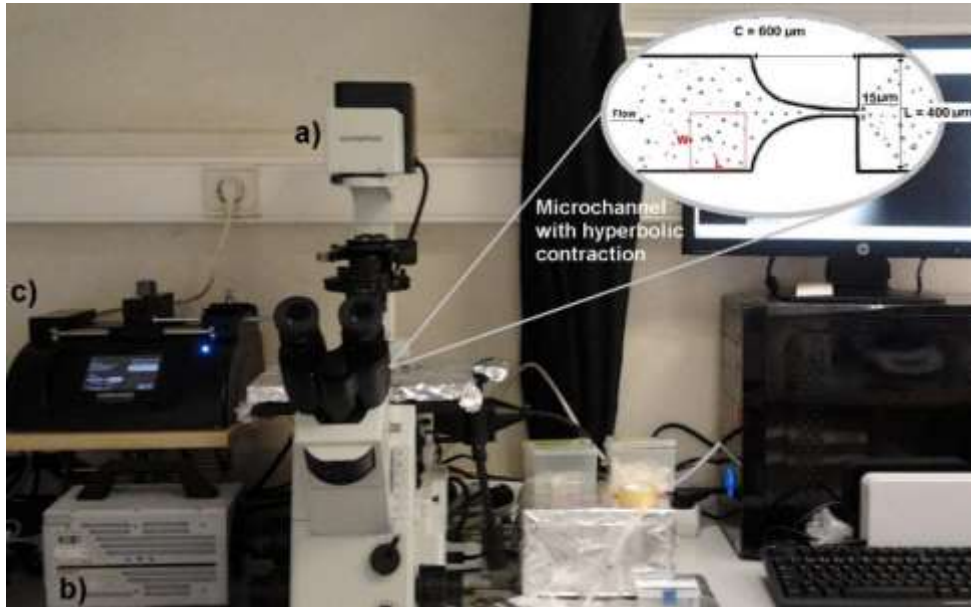 C = 600 µm
a)
Flow
15µm
L = 400 µm
W
L
Microchannel
with hyperbolic
contraction
c)
b)